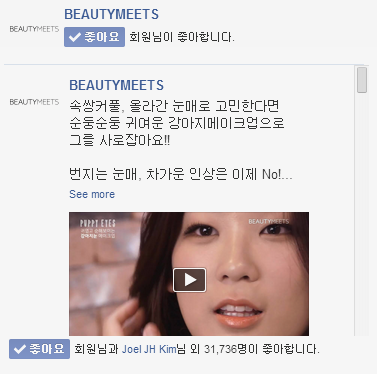 BEAUTYMEETS
BEAUTYMEETS
좋아요 회원님이 좋아합니다.
BEAUTYMEETS
BEAUTYMEETS
속쌍커풀, 올라간 눈매로 고민한다면
순둥순둥 귀여운 강아지메이크업으로
그를 사로잡아요!!
번지는 눈매, 차가운 인상은 이제 No!...
See more
PUPPY EYES
BEAUTYMEETS
좋아요 회원님과 Joel JH Kim님 외 31,736명이 좋아합니다.